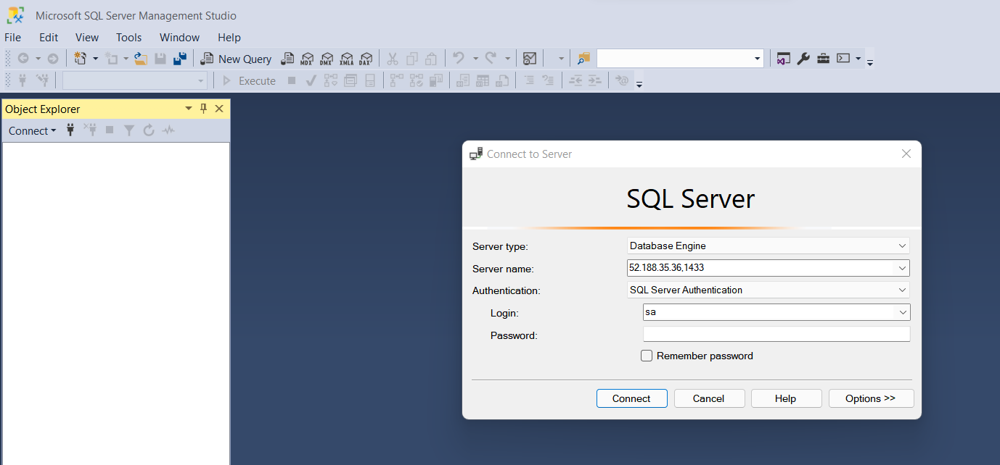 Microsoft SQL Server Management Studio
File Edit View Tools Window Help
New Query MDX DMX XMLA DAX
Execute
Object Explorer
Connect
Connect to Server
SQL Server
Server type: Database Engine
Server name: 52.188.35.36,1433
Authentication: SQL Server Authentication
Login: sa
Password:
Remember password
Connect Cancel Help Options >>